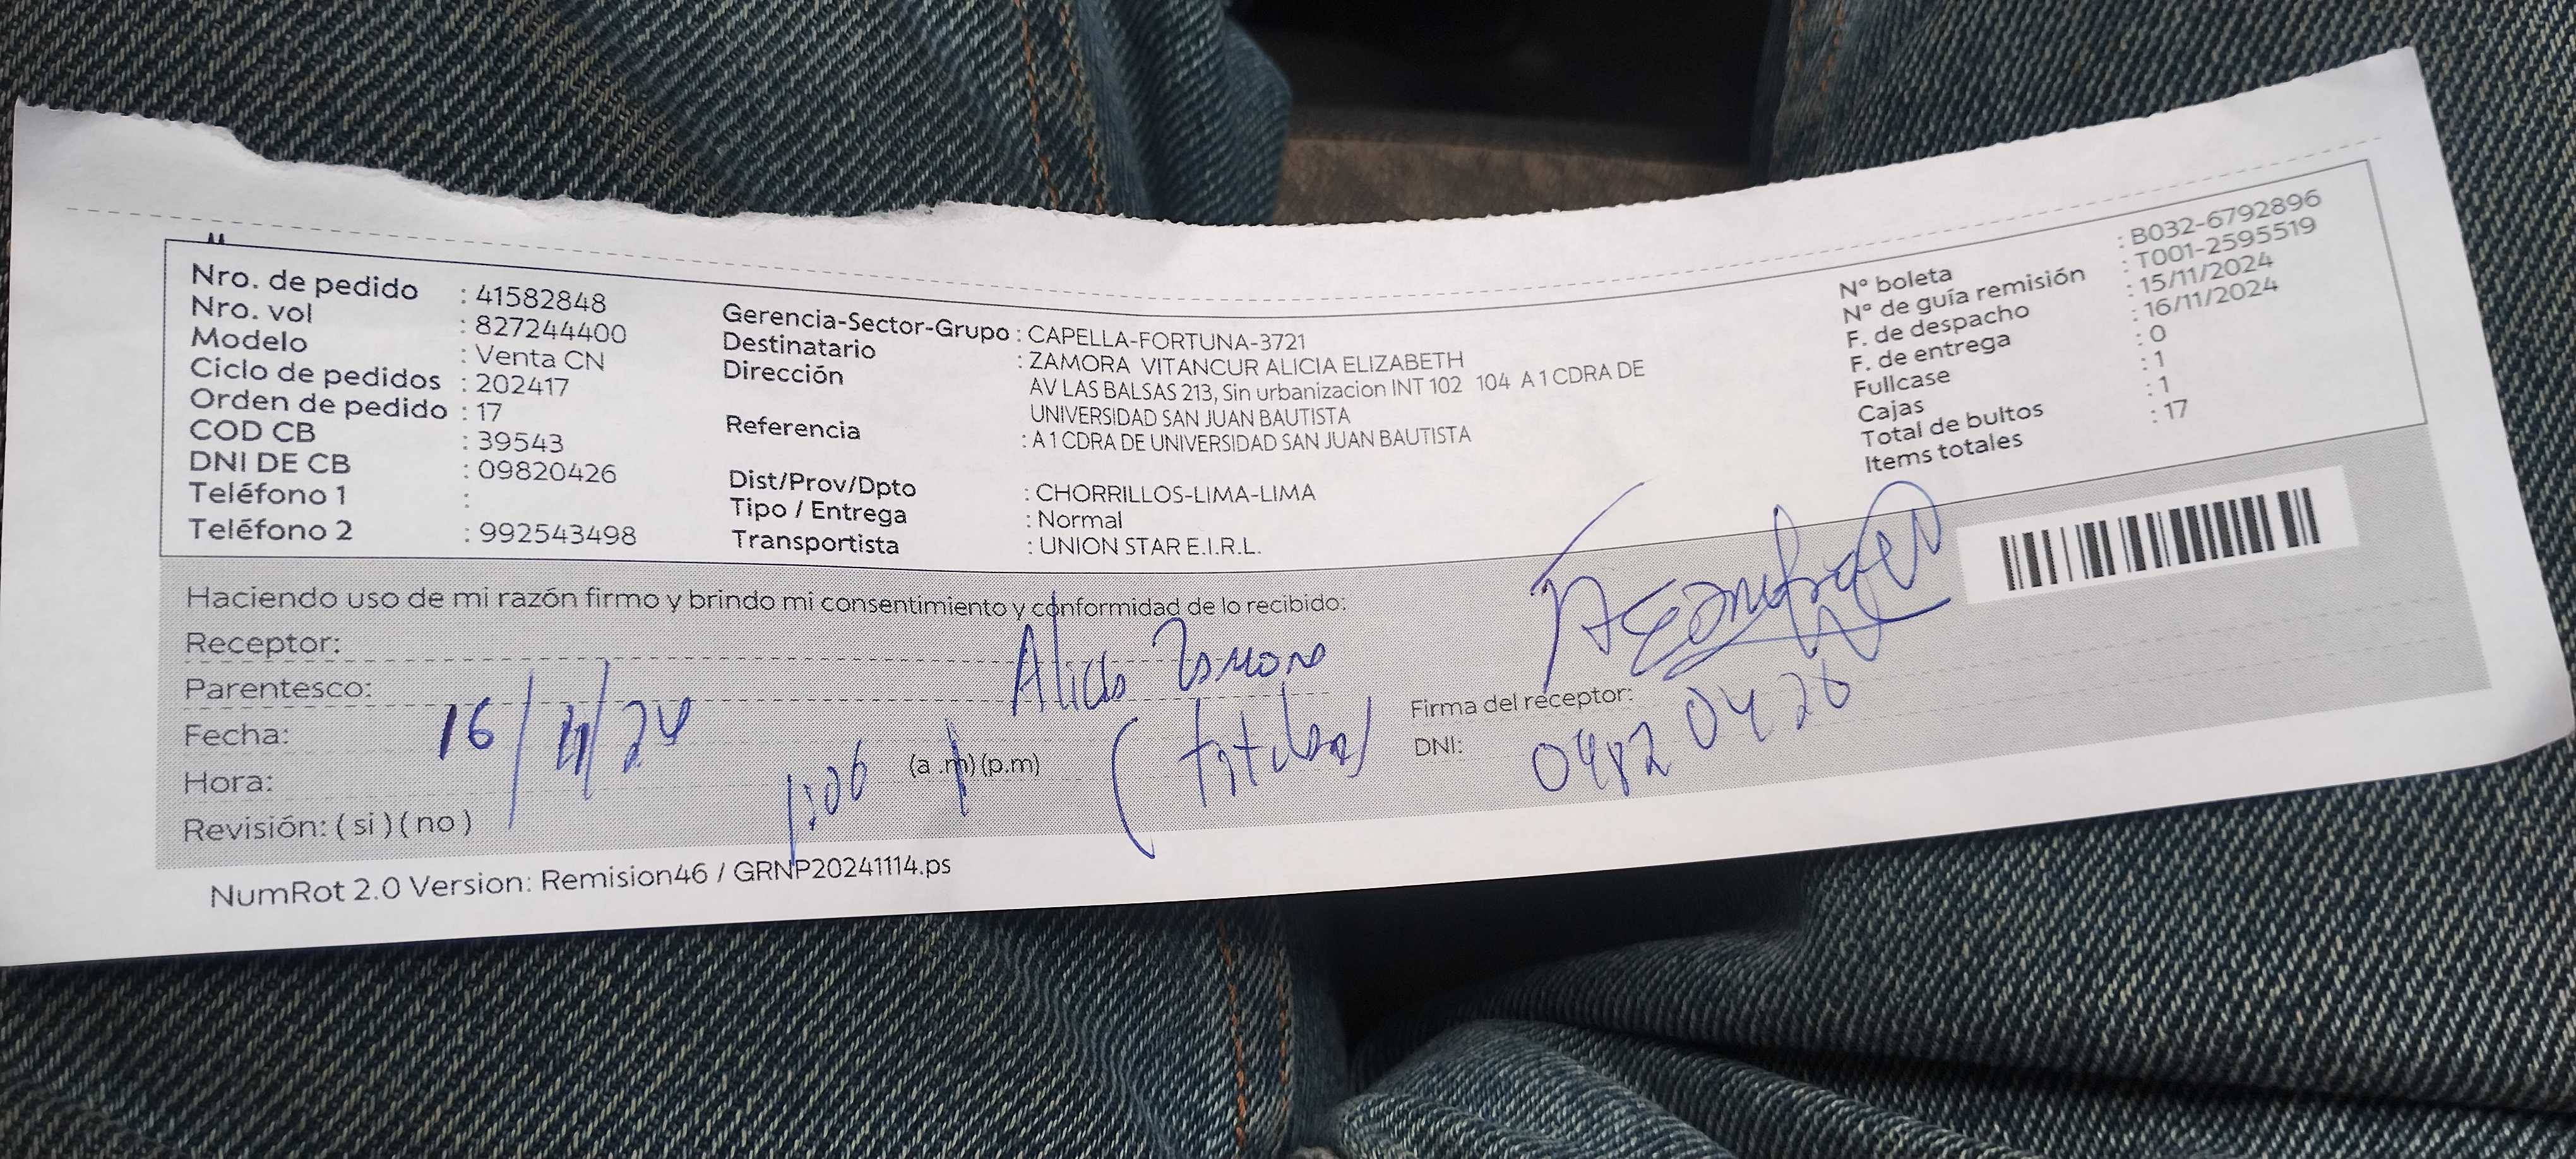 Nro. de pedido : 41582848
Nro. vol : 827244400
Modelo : Venta CN
Ciclo de pedidos : 202417
Orden de pedido : 17
COD CB : 39543
DNI DE CB : 09820426
Teléfono 1 :
Teléfono 2 : 992543498
Gerencia-Sector-Grupo : CAPELLA-FORTUNA-3721
Destinatario : ZAMORA VITANCUR ALICIA ELIZABETH
Dirección AV LAS BALSAS 213, Sin urbanizacion INT 102 104 A 1 CDRA DE
UNIVERSIDAD SAN JUAN BAUTISTA
Referencia : A 1 CDRA DE UNIVERSIDAD SAN JUAN BAUTISTA
Dist/Prov/Dpto : CHORRILLOS-LIMA-LIMA
Tipo / Entrega : Normal
Transportista : UNION STAR E.I.R.L.
N° boleta : B032-6792896
N° de guía remisión : T001-2595519
F. de despacho : 15/11/2024
F. de entrega : 16/11/2024
Fullcase : 0
Cajas : 1
Total de bultos : 1
Items totales : 17
Haciendo uso de mi razón firmo y brindo mi consentimiento y conformidad de lo recibido:
Receptor: Alicia Zamora
Parentesco:
Fecha: 16/11/24
Hora: 1:06 (a .m) (p.m)
Revisión: ( si ) ( no )
Firma del receptor:
DNI: 0982 0426
NumRot 2.0 Version: Remision46 / GRNP20241114.ps